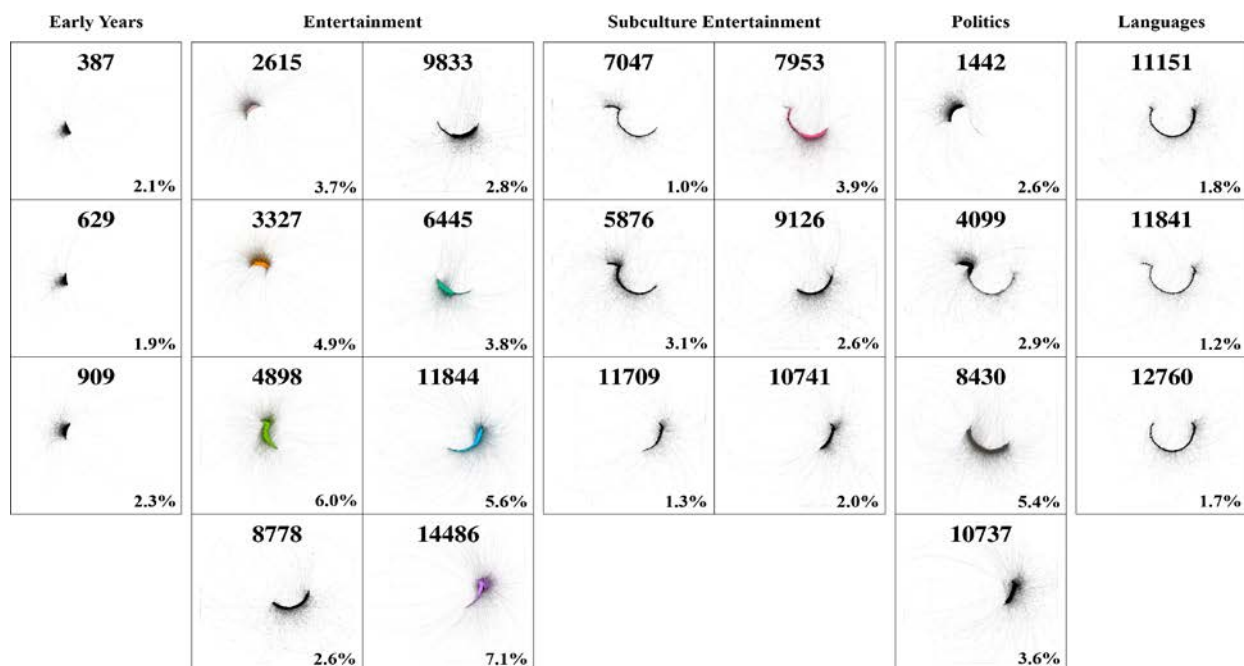 Early Years Entertainment Subculture Entertainment Politics Languages
387 2615 9833 7047 7953 1442 11151
2.1% 3.7% 2.8% 1.0% 3.9% 2.6% 1.8%
629 3327 6445 5876 9126 4099 11841
1.9% 4.9% 3.8% 3.1% 2.6% 2.9% 1.2%
909 4898 11844 11709 10741 8430 12760
2.3% 6.0% 5.6% 1.3% 2.0% 5.4% 1.7%
8778 14486 10737
2.6% 7.1% 3.6%